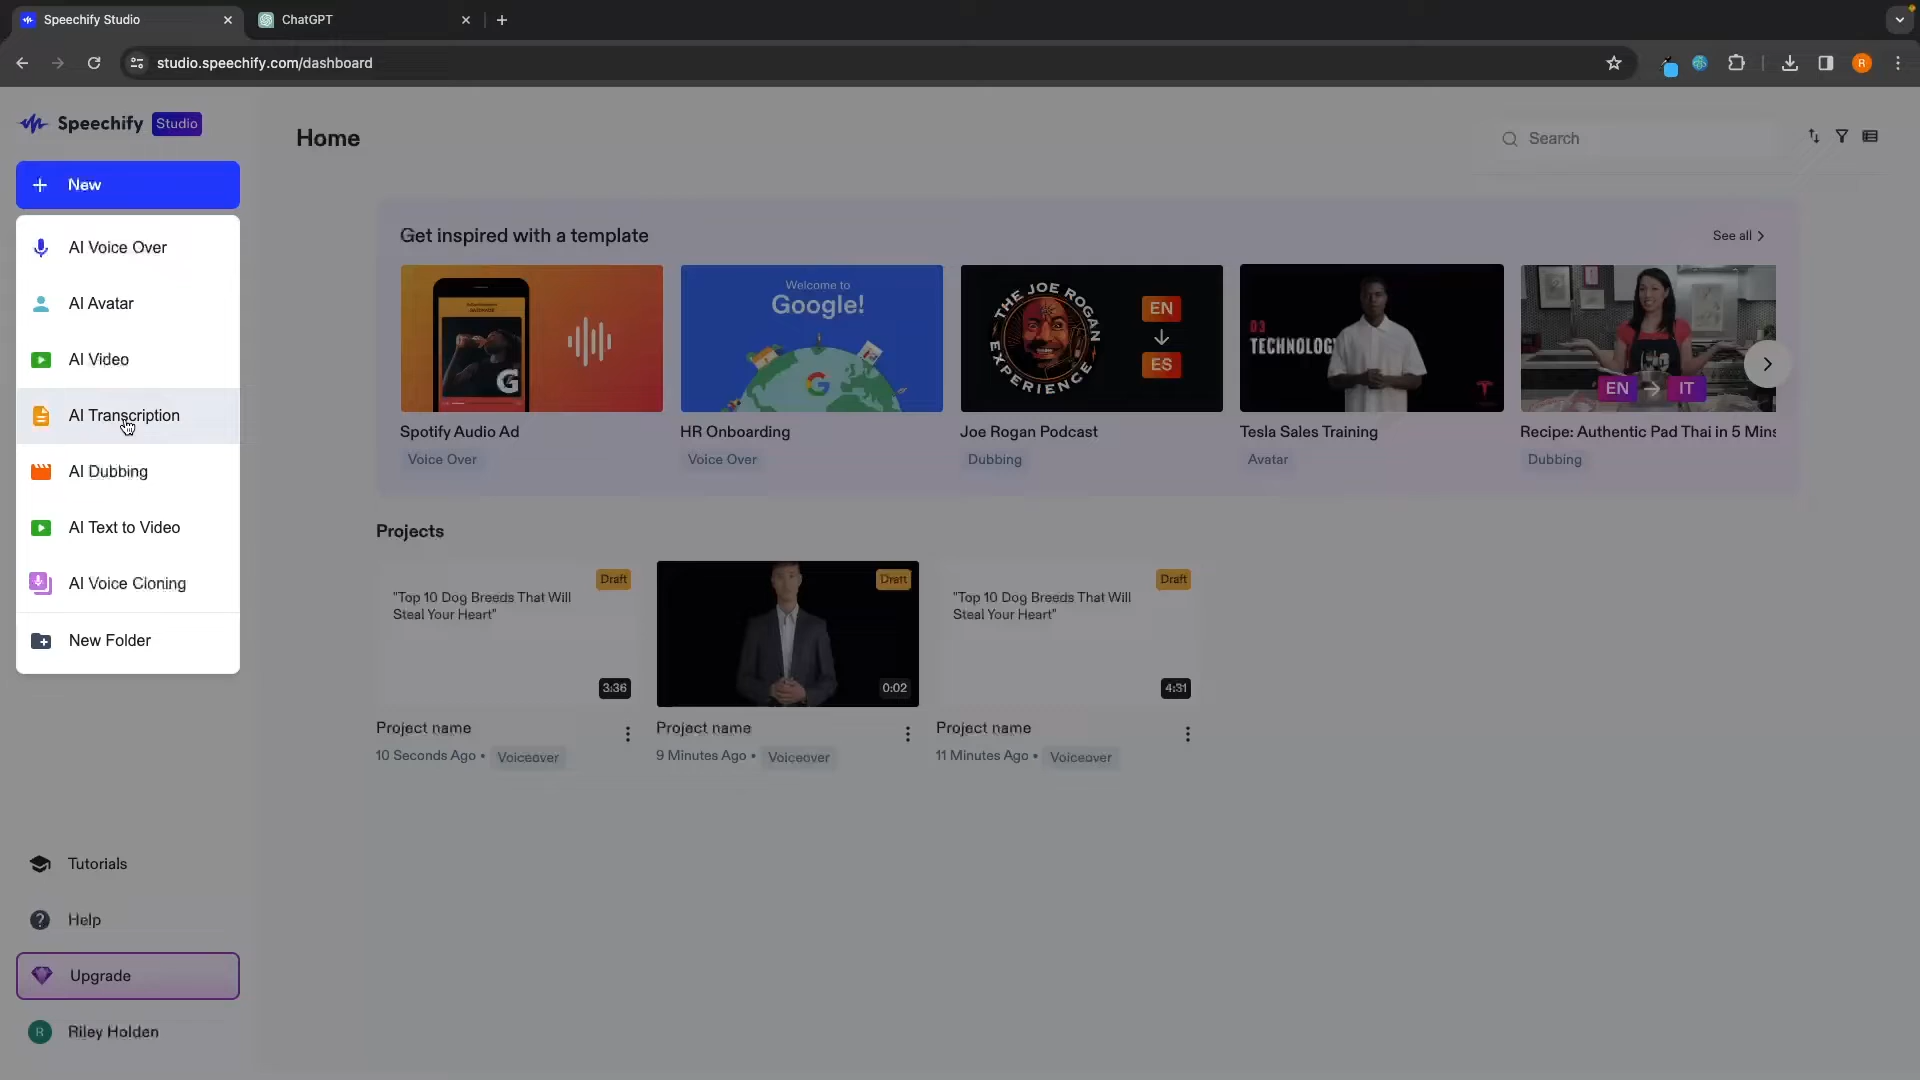 Speechify Studio
ChatGPT
studio.speechify.com/dashboard
R
Speechify Studio
New
AI Voice Over
AI Avatar
AI Video
AI Transcription
AI Dubbing
AI Text to Video
AI Voice Cloning
New Folder
Tutorials
Help
Upgrade
R Riley Holden
Home
Search
Get inspired with a template
See all
G
Welcome to
Google!
G
THE JOE ROGAN
EXPERIENCE
EN
ES
03
TECHNOLOGY
EN
IT
Spotify Audio Ad
HR Onboarding
Joe Rogan Podcast
Tesla Sales Training
Recipe: Authentic Pad Thai in 5 Mins
Voice Over
Voice Over
Dubbing
Avatar
Dubbing
Projects
Draft
"Top 10 Dog Breeds That Will
Steal Your Heart"
3:36
Draft
0:02
Draft
"Top 10 Dog Breeds That Will
Steal Your Heart"
4:31
Project name
10 Seconds Ago • Voiceover
Project name
9 Minutes Ago • Voiceover
Project name
11 Minutes Ago • Voiceover